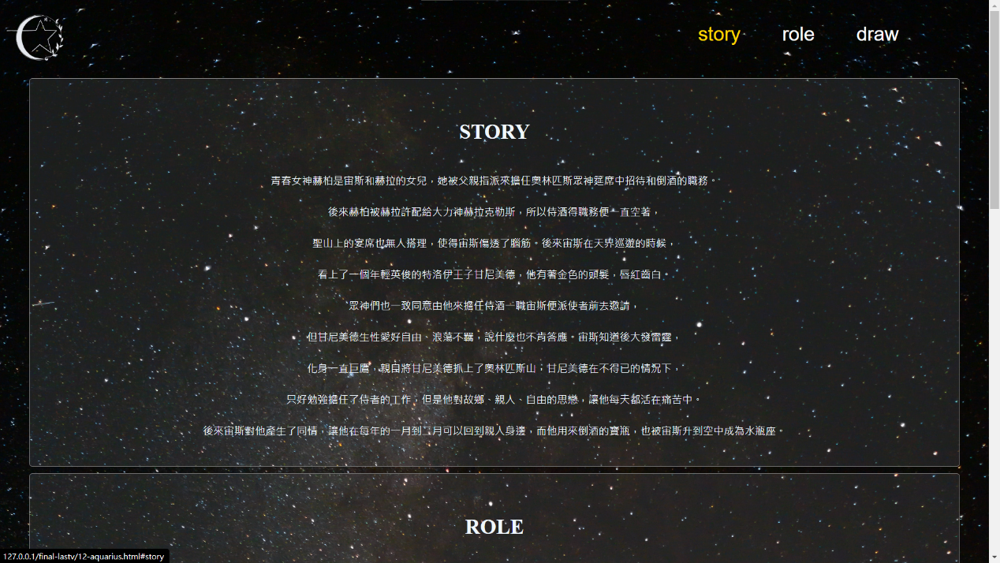 story
role
draw
STORY
青春女神赫柏是宙斯和赫拉的女兒，她被父親指派來擔任奧林匹斯眾神筵席中招待和倒酒的職務。
後來赫柏被赫拉許配給大力神赫拉克勒斯，所以侍酒得職務便一直空著，
聖山上的宴席也無人搭理，使得宙斯傷透了腦筋。後來宙斯在天界巡遊的時候，
看上了一個年輕英俊的特洛伊王子甘尼美德，他有著金色的頭髮，唇紅齒白。
眾神們也一致同意由他來擔任侍酒一職宙斯便派使者前去邀請，
但甘尼美德生性愛好自由、浪蕩不羈，說什麼也不肯答應。宙斯知道後大發雷霆，
化身一直巨鷹，親自將甘尼美德抓上了奧林匹斯山，甘尼美德在不得已的情況下，
只好勉強擔任了侍者的工作，但是他對故鄉、親人、自由的思戀，讓他每天都活在痛苦中。
後來宙斯對他產生了同情，讓他在每年的一月到二月可以回到親人身邊，而他用來倒酒的寶瓶，也被宙斯升到空中成為水瓶座。
ROLE
127.0.0.1/final-lastv/12-aquarius.html#story